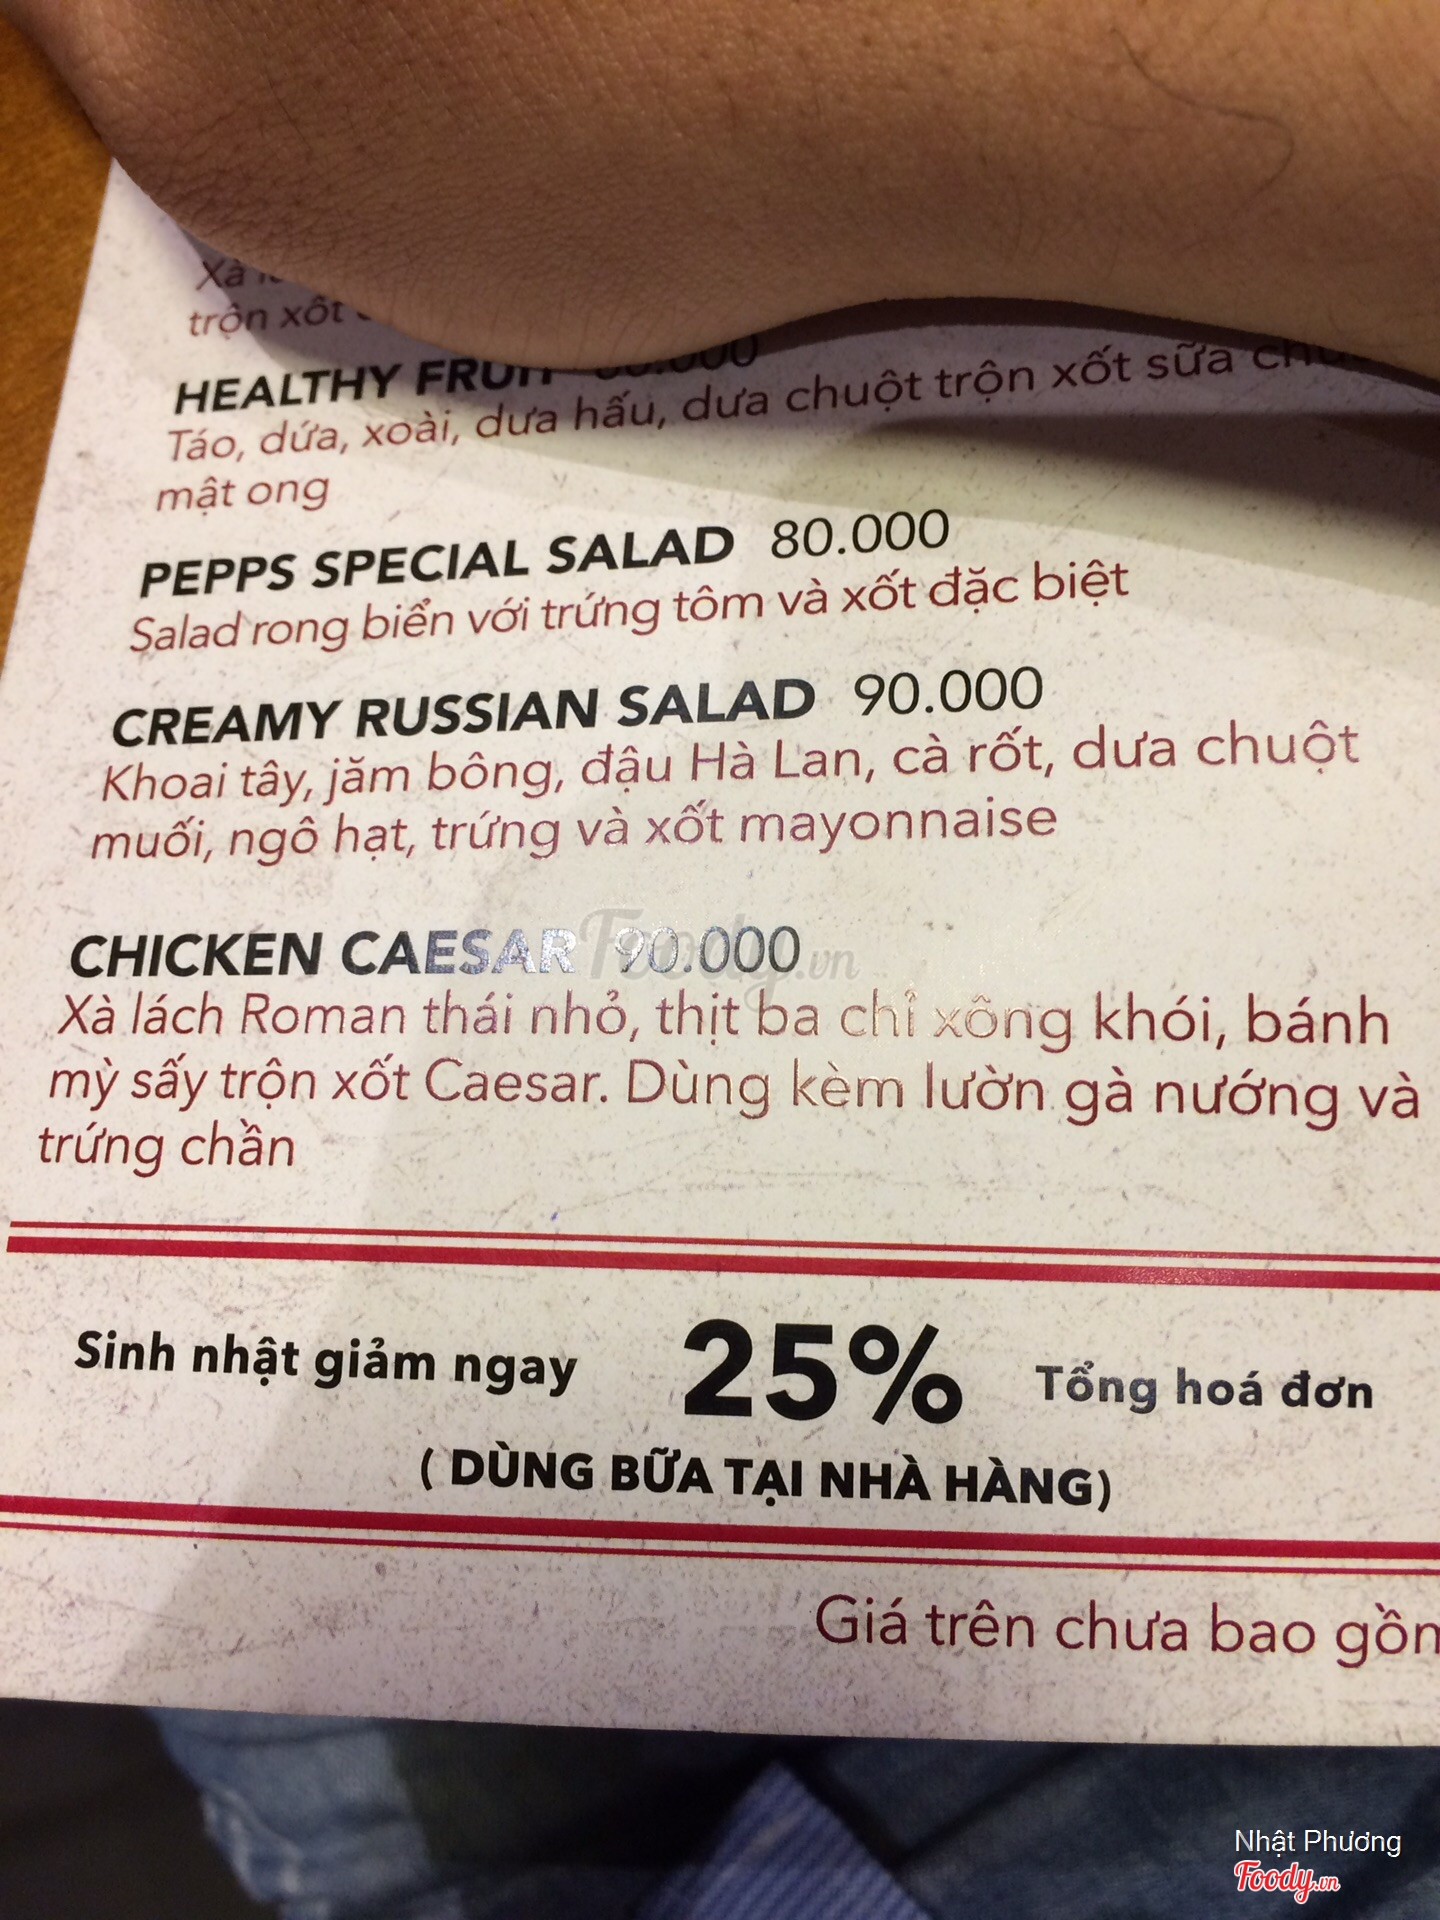 Xà
trộn xốt
HEALTHY FRUIT
Táo, dứa, xoài, dưa hấu, dưa chuột trộn xốt sữa
mật ong
PEPPS SPECIAL SALAD 80.000
Salad rong biển với trứng tôm và xốt đặc biệt
CREAMY RUSSIAN SALAD 90.000
Khoai tây, jăm bông, đậu Hà Lan, cà rốt, dưa chuột
muối, ngô hạt, trứng và xốt mayonnaise
CHICKEN CAESAR 90.000
Foody.vn
Xà lách Roman thái nhỏ, thịt ba chỉ xông khói, bánh
mỳ sấy trộn xốt Caesar. Dùng kèm lườn gà nướng và
trứng chần
Sinh nhật giảm ngay 25% Tổng hoá đơn
( DÙNG BỮA TẠI NHÀ HÀNG)
Giá trên chưa bao gồm
Nhật Phương
Foody.vn